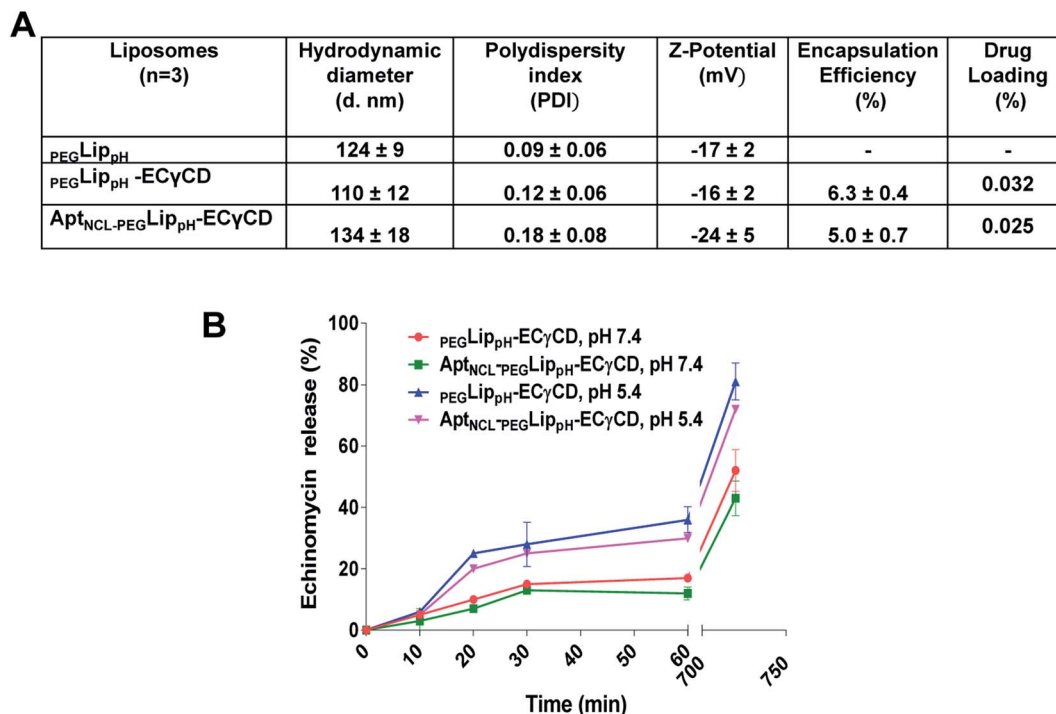 A
Liposomes (n=3) Hydrodynamic diameter (d. nm) Polydispersity index (PDI) Z-Potential (mV) Encapsulation Efficiency (%) Drug Loading (%)
PEGLippH 124 ± 9 0.09 ± 0.06 -17 ± 2 - -
PEGLippH -ECγCD 110 ± 12 0.12 ± 0.06 -16 ± 2 6.3 ± 0.4 0.032
AptNCL-PEGLippH-ECγCD 134 ± 18 0.18 ± 0.08 -24 ± 5 5.0 ± 0.7 0.025
B
PEGLippH-ECγCD, pH 7.4
AptNCL-PEGLippH-ECγCD, pH 7.4
PEGLippH-ECγCD, pH 5.4
AptNCL-PEGLippH-ECγCD, pH 5.4
Echinomycin release (%)
100
80
60
40
20
0
0 10 20 30 40 50 60 700 750
Time (min)